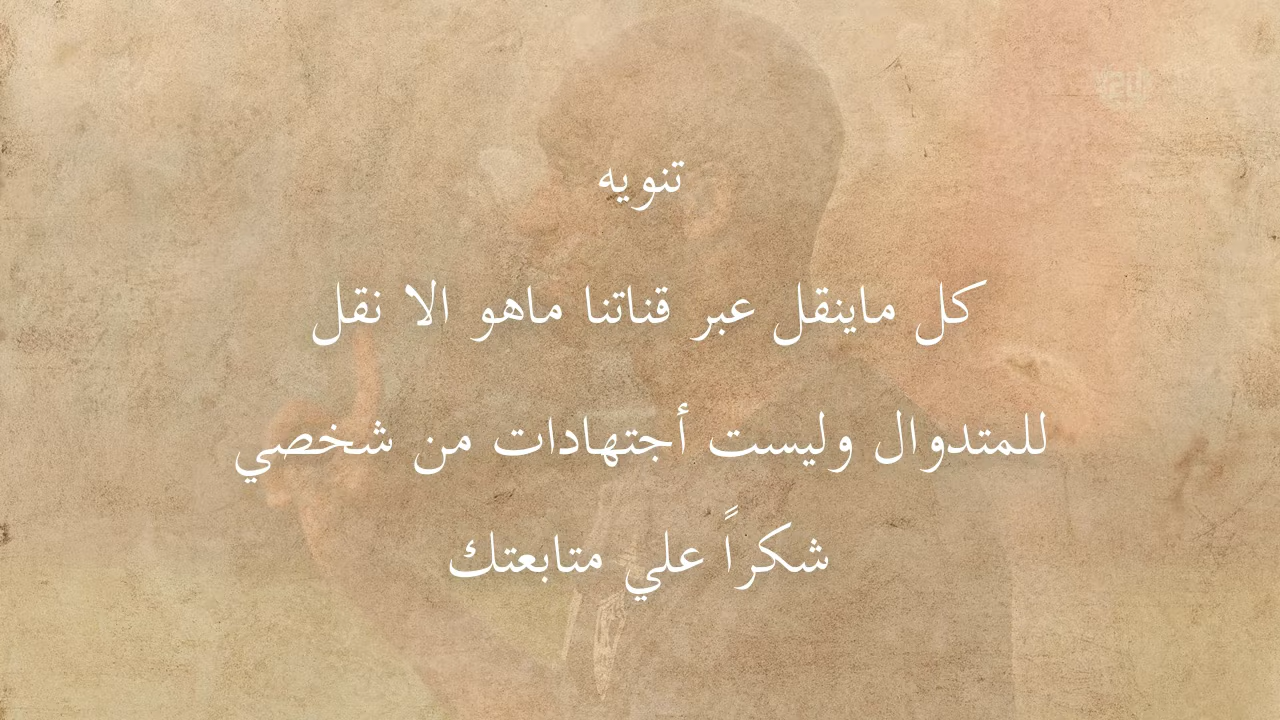 تنويه
كل ماينقل عبر قناتنا ماهو الا نقل
للمتدوال وليست أجتهادات من شخصي
شكراً علي متابعتك